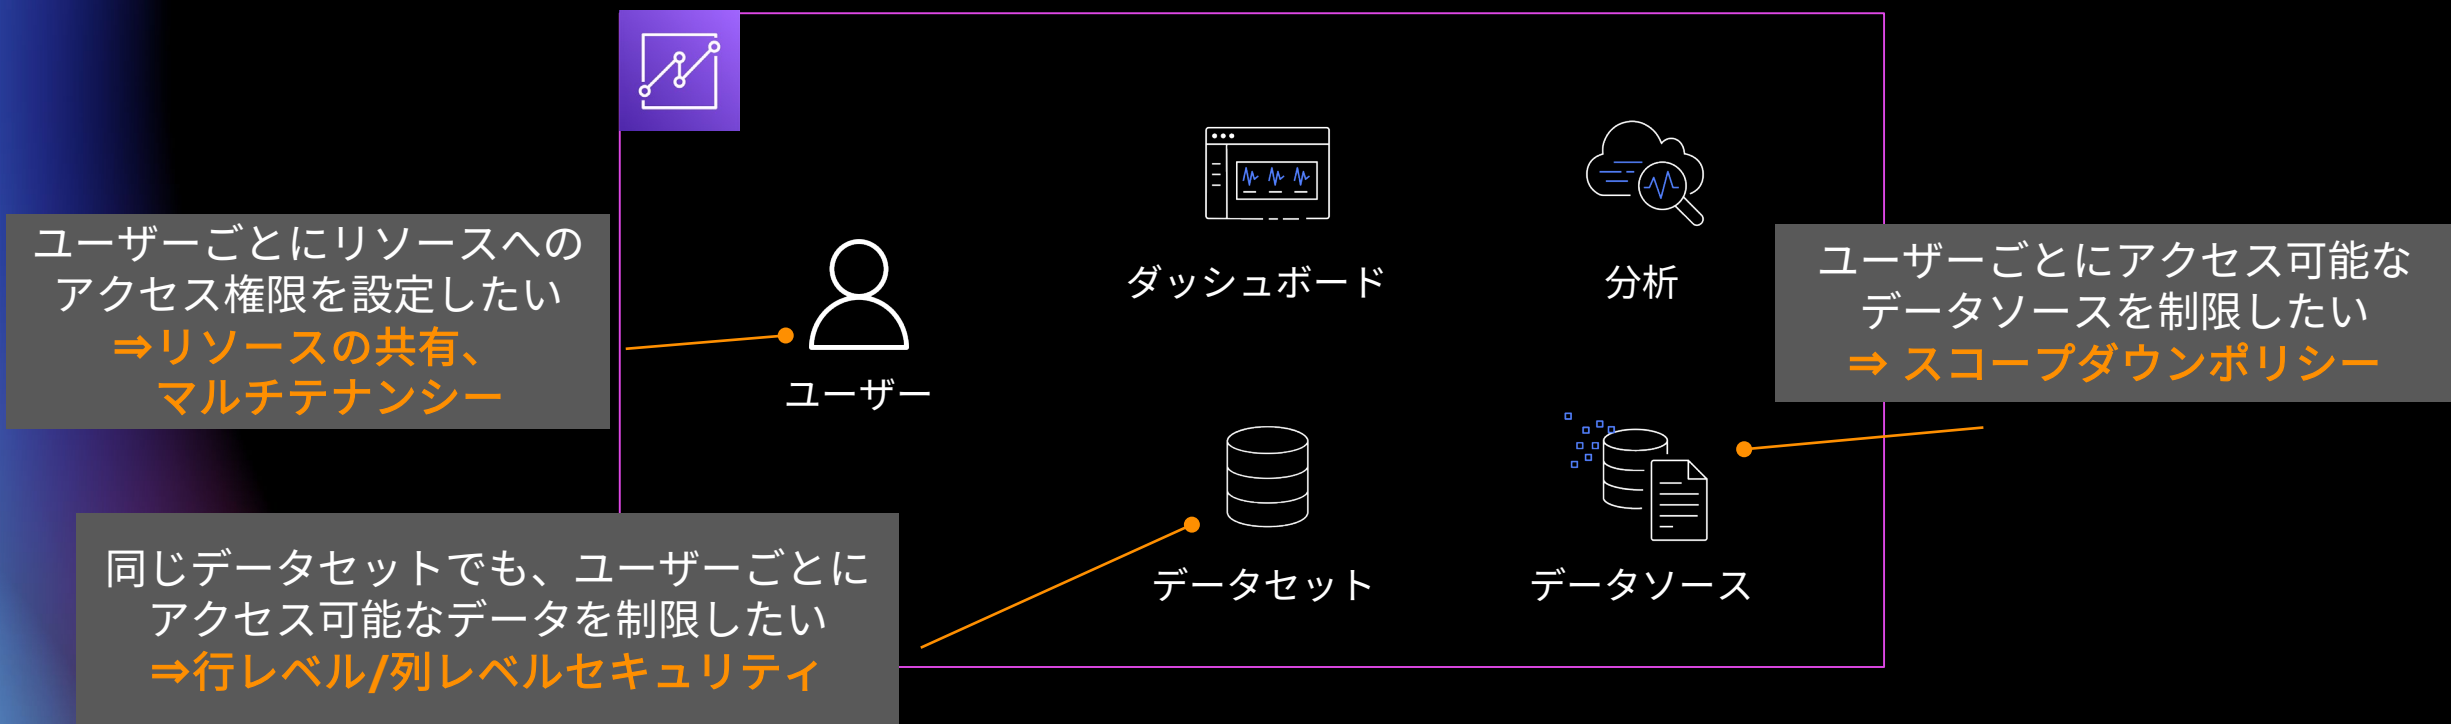 ユーザーごとにリソースへの
アクセス権限を設定したい
⇒リソースの共有、
マルチテナンシー
ユーザー
ダッシュボード
分析
ユーザーごとにアクセス可能な
データソースを制限したい
⇒ スコープダウンポリシー
同じデータセットでも、ユーザーごとに
アクセス可能なデータを制限したい
⇒行レベル/列レベルセキュリティ
データセット
データソース